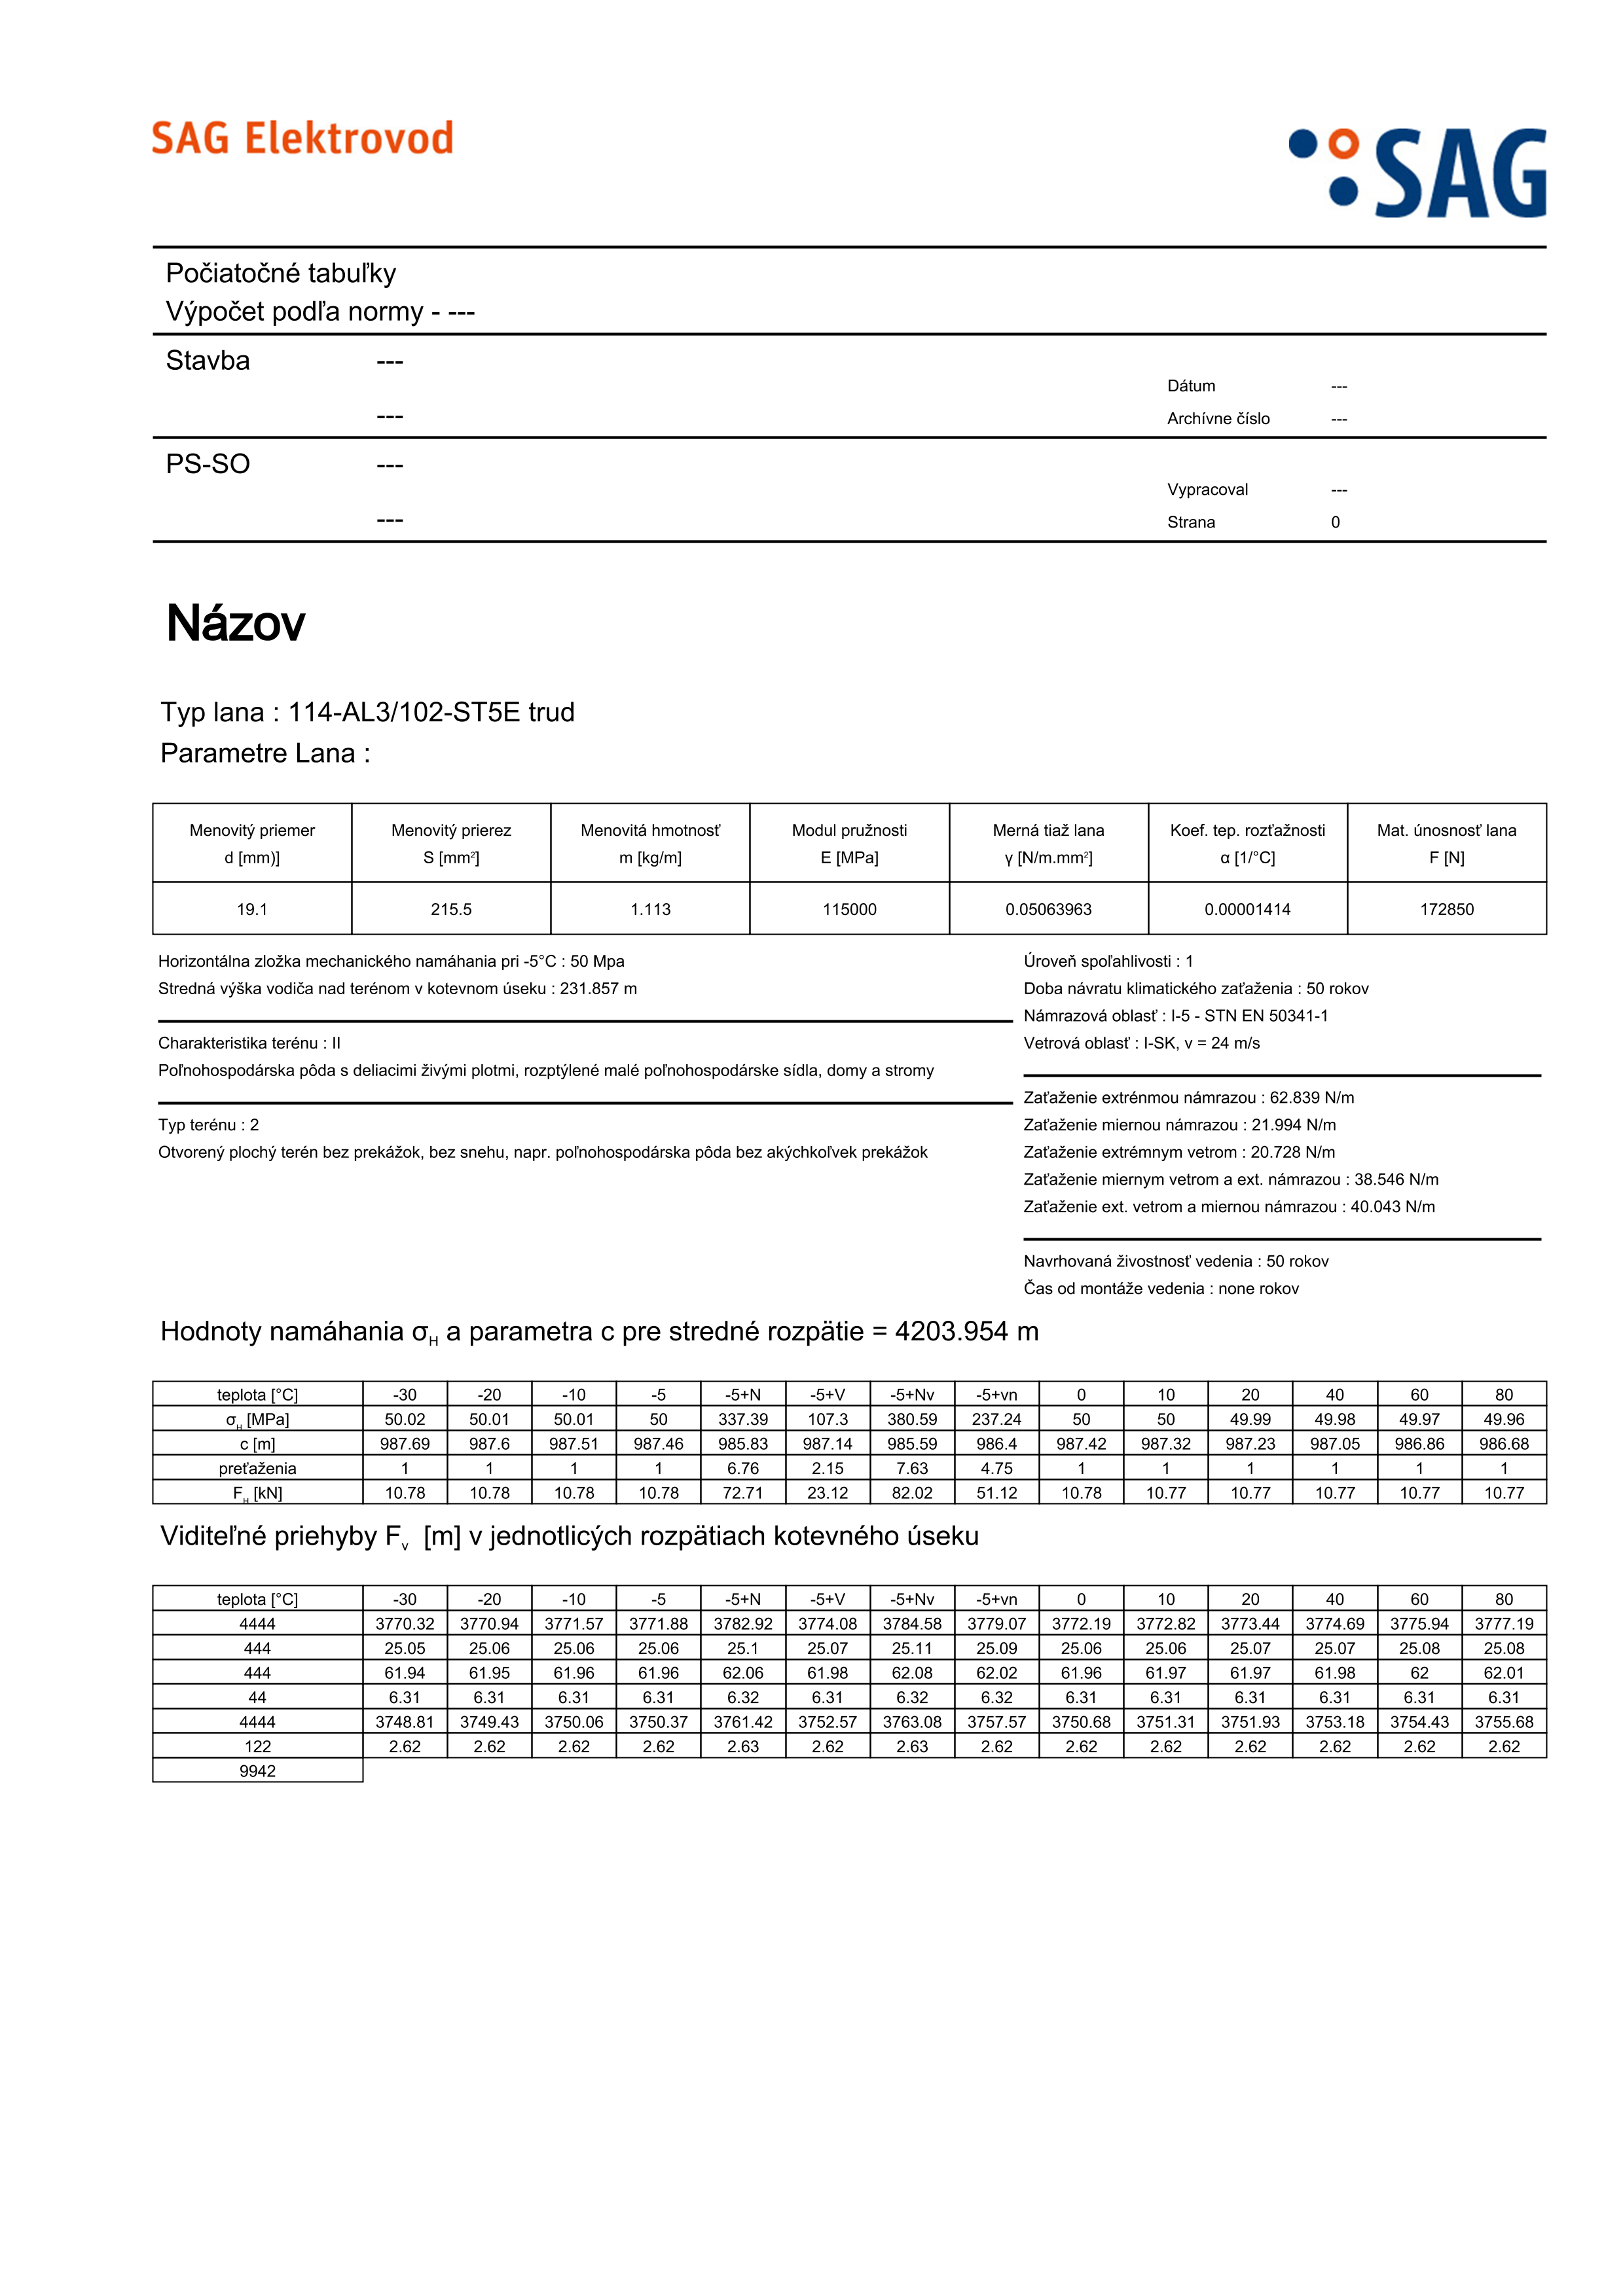 SAG Elektrovod
SAG
Počiatočné tabuľky
Výpočet podľa normy - ---
Stavba ---
Dátum ---
---
Archívne číslo ---
PS-SO ---
Vypracoval ---
---
Strana 0
Názov
Typ lana : 114-AL3/102-ST5E trud
Parametre Lana :
Menovitý priemer Menovitý prierez Menovitá hmotnosť Modul pružnosti Merná tiaž lana Koef. tep. rozťažnosti Mat. únosnosť lana
d [mm)] S [mm²] m [kg/m] E [MPa] γ [N/m.mm²] α [1/°C] F [N]
19.1 215.5 1.113 115000 0.05063963 0.00001414 172850
Horizontálna zložka mechanického namáhania pri -5°C : 50 Mpa
Stredná výška vodiča nad terénom v kotevnom úseku : 231.857 m
Charakteristika terénu : II
Poľnohospodárska pôda s deliacimi živými plotmi, rozptýlené malé poľnohospodárske sídla, domy a stromy
Typ terénu : 2
Otvorený plochý terén bez prekážok, bez snehu, napr. poľnohospodárska pôda bez akýchkoľvek prekážok
Úroveň spoľahlivosti : 1
Doba návratu klimatického zaťaženia : 50 rokov
Námrazová oblasť : I-5 - STN EN 50341-1
Vetrová oblasť : I-SK, v = 24 m/s
Zaťaženie extrénmou námrazou : 62.839 N/m
Zaťaženie miernou námrazou : 21.994 N/m
Zaťaženie extrémnym vetrom : 20.728 N/m
Zaťaženie miernym vetrom a ext. námrazou : 38.546 N/m
Zaťaženie ext. vetrom a miernou námrazou : 40.043 N/m
Navrhovaná živostnosť vedenia : 50 rokov
Čas od montáže vedenia : none rokov
Hodnoty namáhania σH a parametra c pre stredné rozpätie = 4203.954 m
teplota [°C] -30 -20 -10 -5 -5+N -5+V -5+Nv -5+vn 0 10 20 40 60 80
σH [MPa] 50.02 50.01 50.01 50 337.39 107.3 380.59 237.24 50 50 49.99 49.98 49.97 49.96
c [m] 987.69 987.6 987.51 987.46 985.83 987.14 985.59 986.4 987.42 987.32 987.23 987.05 986.86 986.68
preťaženia 1 1 1 1 6.76 2.15 7.63 4.75 1 1 1 1 1 1
FH [kN] 10.78 10.78 10.78 10.78 72.71 23.12 82.02 51.12 10.78 10.77 10.77 10.77 10.77 10.77
Viditeľné priehyby Fv [m] v jednotlicých rozpätiach kotevného úseku
teplota [°C] -30 -20 -10 -5 -5+N -5+V -5+Nv -5+vn 0 10 20 40 60 80
4444 3770.32 3770.94 3771.57 3771.88 3782.92 3774.08 3784.58 3779.07 3772.19 3772.82 3773.44 3774.69 3775.94 3777.19
444 25.05 25.06 25.06 25.06 25.1 25.07 25.11 25.09 25.06 25.06 25.07 25.07 25.08 25.08
444 61.94 61.95 61.96 61.96 62.06 61.98 62.08 62.02 61.96 61.97 61.97 61.98 62 62.01
44 6.31 6.31 6.31 6.31 6.32 6.31 6.32 6.32 6.31 6.31 6.31 6.31 6.31 6.31
4444 3748.81 3749.43 3750.06 3750.37 3761.42 3752.57 3763.08 3757.57 3750.68 3751.31 3751.93 3753.18 3754.43 3755.68
122 2.62 2.62 2.62 2.62 2.63 2.62 2.63 2.62 2.62 2.62 2.62 2.62 2.62 2.62
9942